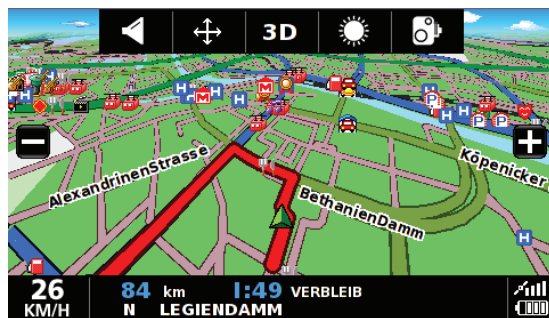 3D
H
H
H
H
H
H
P
P
P
AlexandrinenStrasse
Köpenicker
BethanienDamm
H
26
KM/H
84 km 1:49 VERBLEIB
N LEGIENDAMM